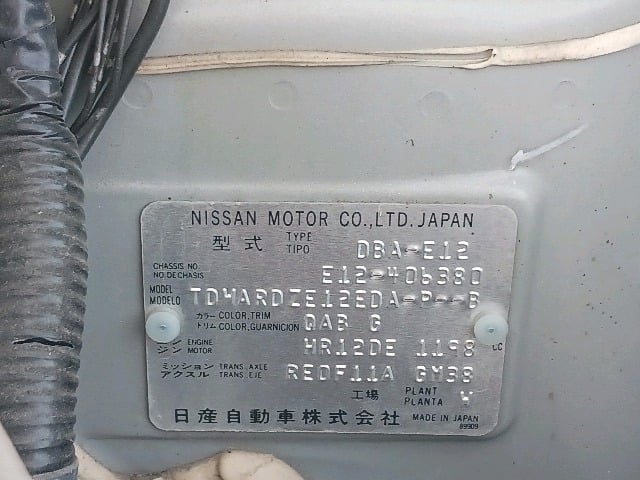 NISSAN MOTOR CO.,LTD.JAPAN
型式 TYPE TIPO DBA-E12
CHASSIS NO. NO.DE CHASIS E12-406380
MODEL MODELO TDYARDZE12EDA-P--B
カラー COLOR,TRIM トリム COLOR,GUARNICION QAB G
ENGINE ジン MOTOR HR12DE 1198 CC
ミッション TRANS. AXLE アクスル TRANS. EJE RE0F11A GM38
工場 PLANT PLANTA W
日産自動車株式会社 MADE IN JAPAN
89909